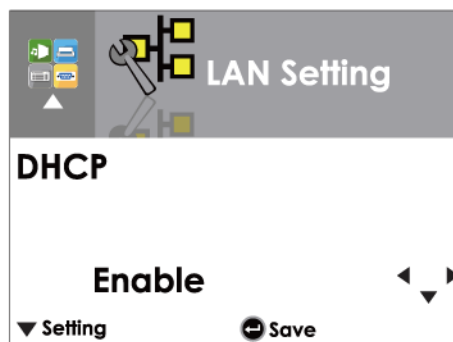 LAN Setting
DHCP
Enable
Setting
Save